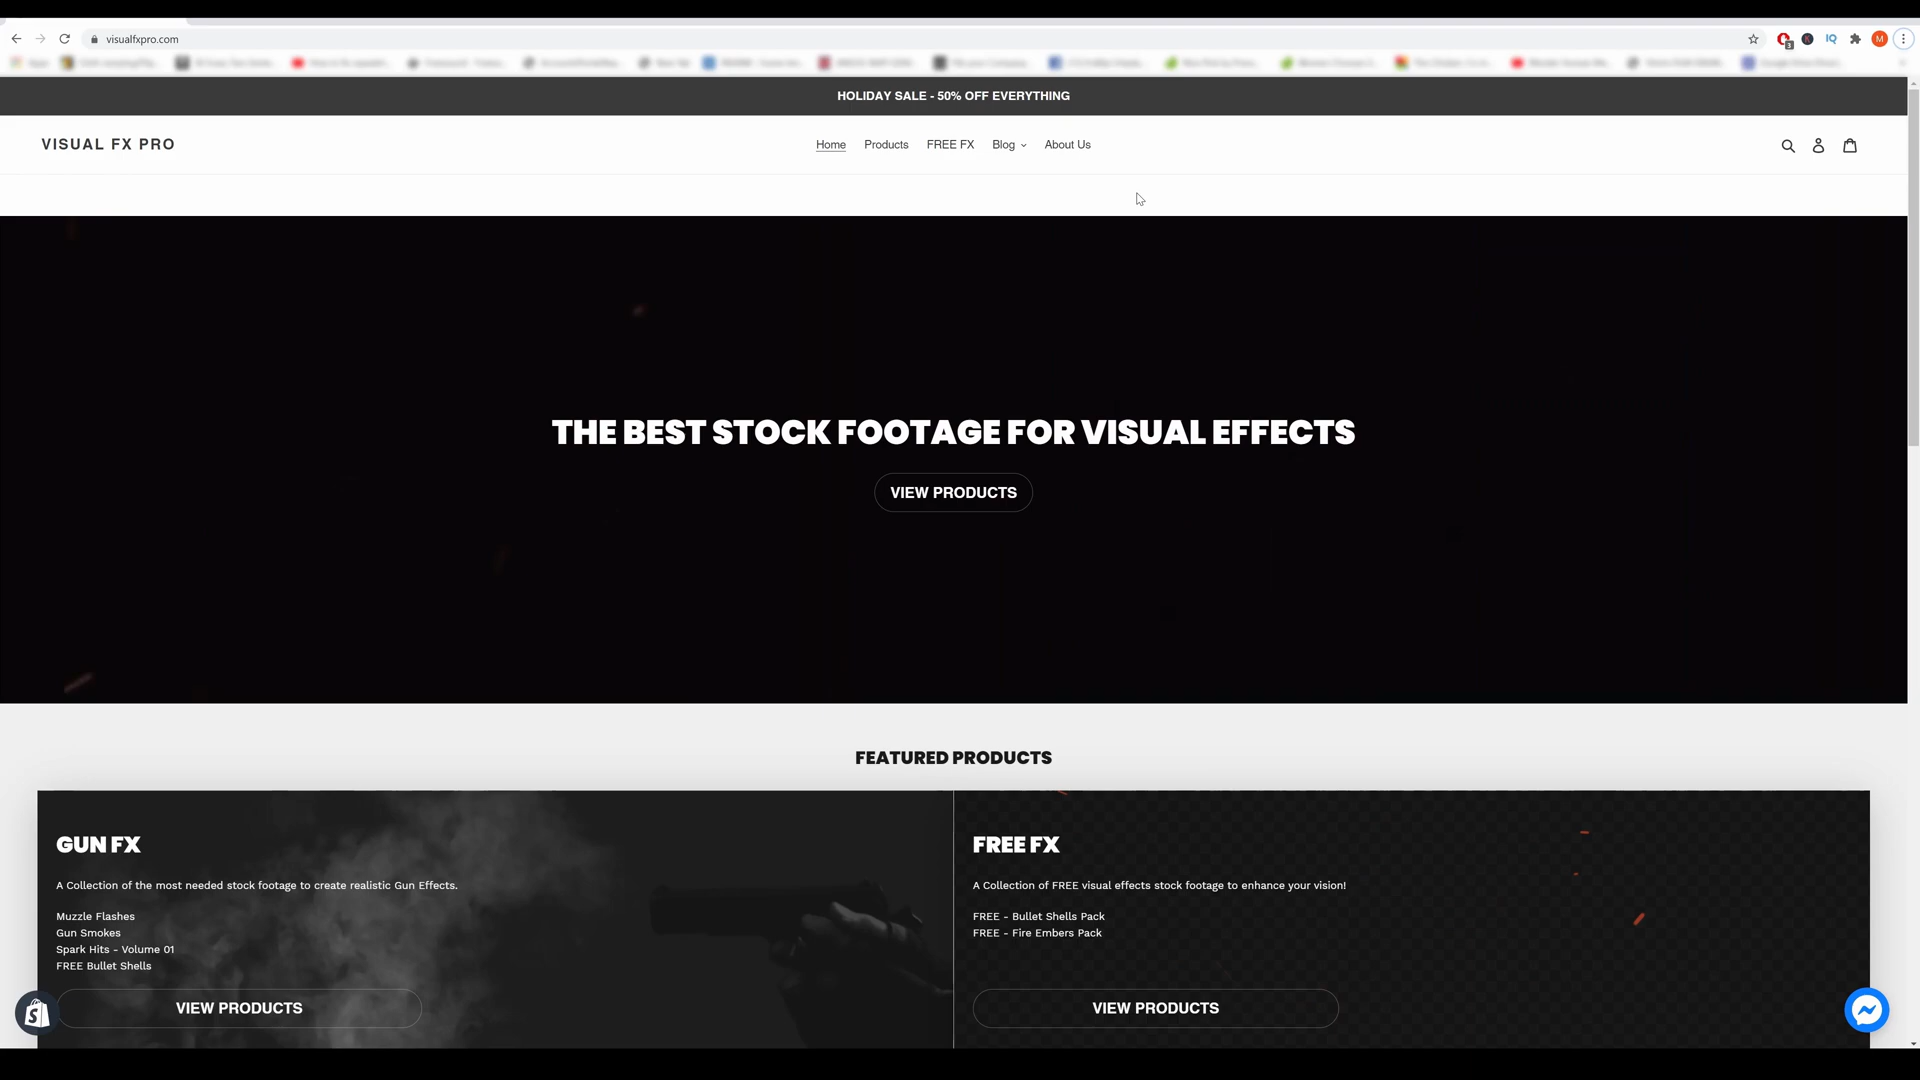 visualfxpro.com
HOLIDAY SALE - 50% OFF EVERYTHING
VISUAL FX PRO
Home
Products
FREE FX
Blog
About Us
THE BEST STOCK FOOTAGE FOR VISUAL EFFECTS
VIEW PRODUCTS
FEATURED PRODUCTS
GUN FX
A Collection of the most needed stock footage to create realistic Gun Effects.
Muzzle Flashes
Gun Smokes
Spark Hits - Volume 01
FREE Bullet Shells
VIEW PRODUCTS
FREE FX
A Collection of FREE visual effects stock footage to enhance your vision!
FREE - Bullet Shells Pack
FREE - Fire Embers Pack
VIEW PRODUCTS